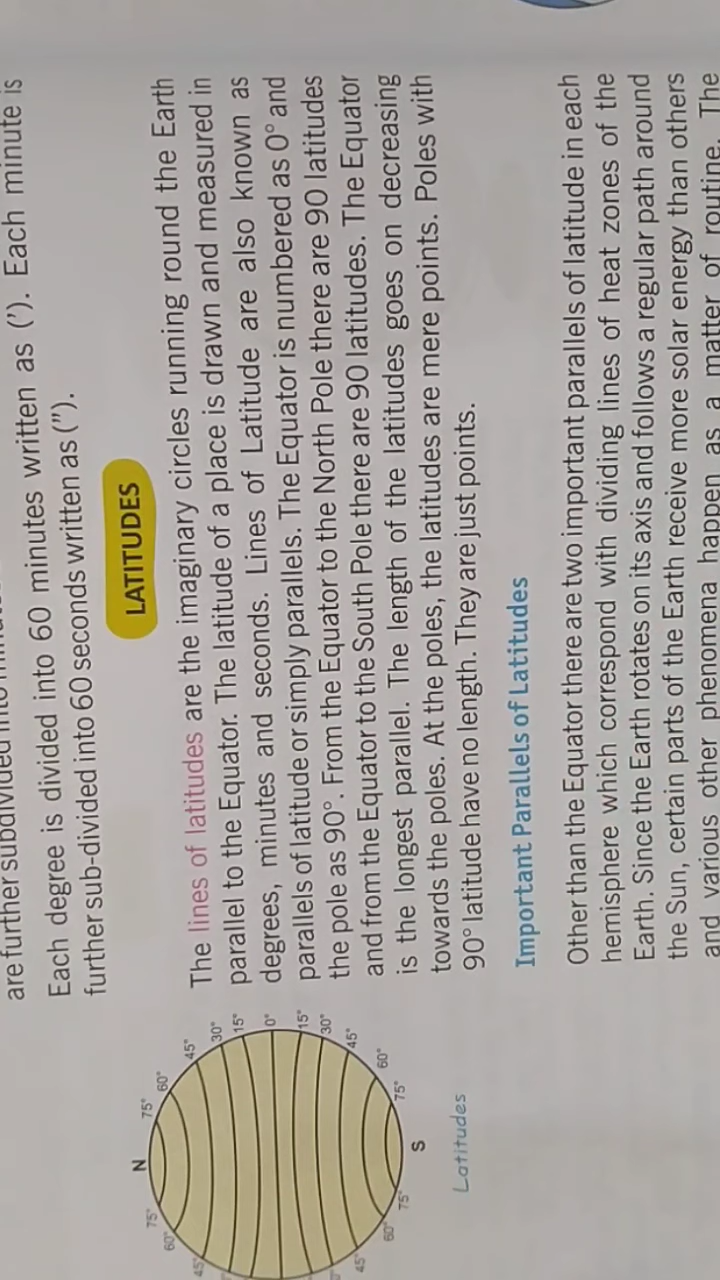 are further subdivided into
Each degree is divided into 60 minutes written as ('). Each minute is
further sub-divided into 60 seconds written as (").
LATITUDES
The lines of latitudes are the imaginary circles running round the Earth
parallel to the Equator. The latitude of a place is drawn and measured in
degrees, minutes and seconds. Lines of Latitude are also known as
parallels of latitude or simply parallels. The Equator is numbered as 0° and
the pole as 90°. From the Equator to the North Pole there are 90 latitudes
and from the Equator to the South Pole there are 90 latitudes. The Equator
is the longest parallel. The length of the latitudes goes on decreasing
towards the poles. At the poles, the latitudes are mere points. Poles with
90° latitude have no length. They are just points.
N
75° 75°
60° 60°
45° 45°
30°
15°
0°
15°
30°
45° 45°
60° 60°
75° 75°
S
Latitudes
Important Parallels of Latitudes
Other than the Equator there are two important parallels of latitude in each
hemisphere which correspond with dividing lines of heat zones of the
Earth. Since the Earth rotates on its axis and follows a regular path around
the Sun, certain parts of the Earth receive more solar energy than others
and various other phenomena happen as a matter of routine. The